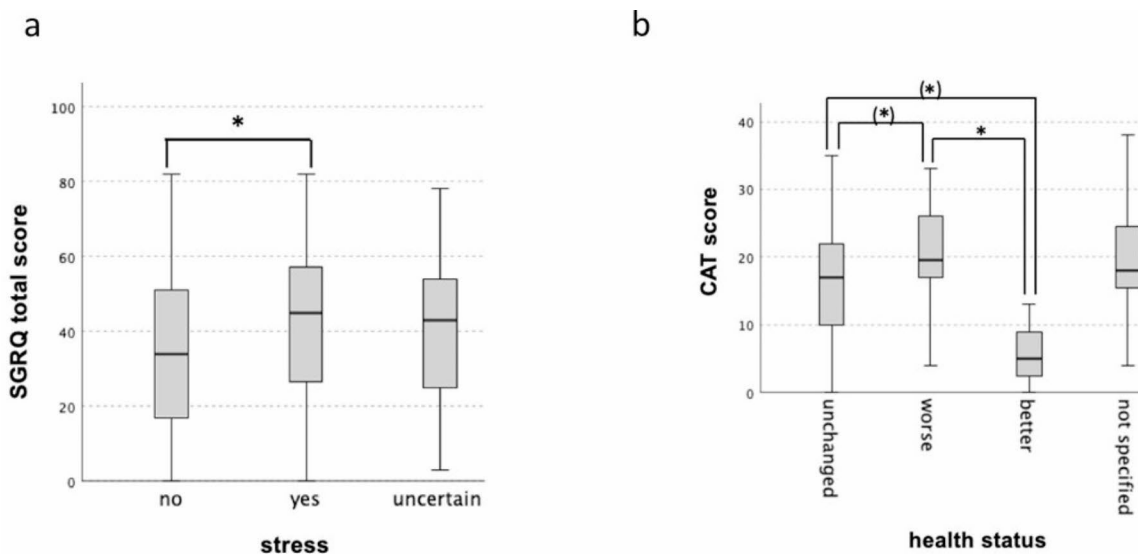 a
*
100
80
60
40
20
0
SGRQ total score
no yes uncertain
stress
b
(*)
(*)
*
40
30
20
10
0
CAT score
unchanged
worse
better
not specified
health status